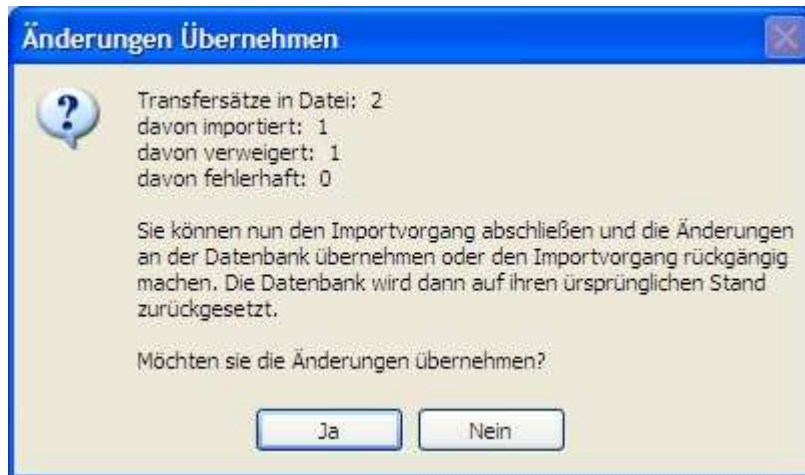 Änderungen Übernehmen
Transfersätze in Datei: 2
davon importiert: 1
davon verweigert: 1
davon fehlerhaft: 0
Sie können nun den Importvorgang abschließen und die Änderungen
an der Datenbank übernehmen oder den Importvorgang rückgängig
machen. Die Datenbank wird dann auf ihren ürsprünglichen Stand
zurückgesetzt.
Möchten sie die Änderungen übernehmen?
Ja
Nein